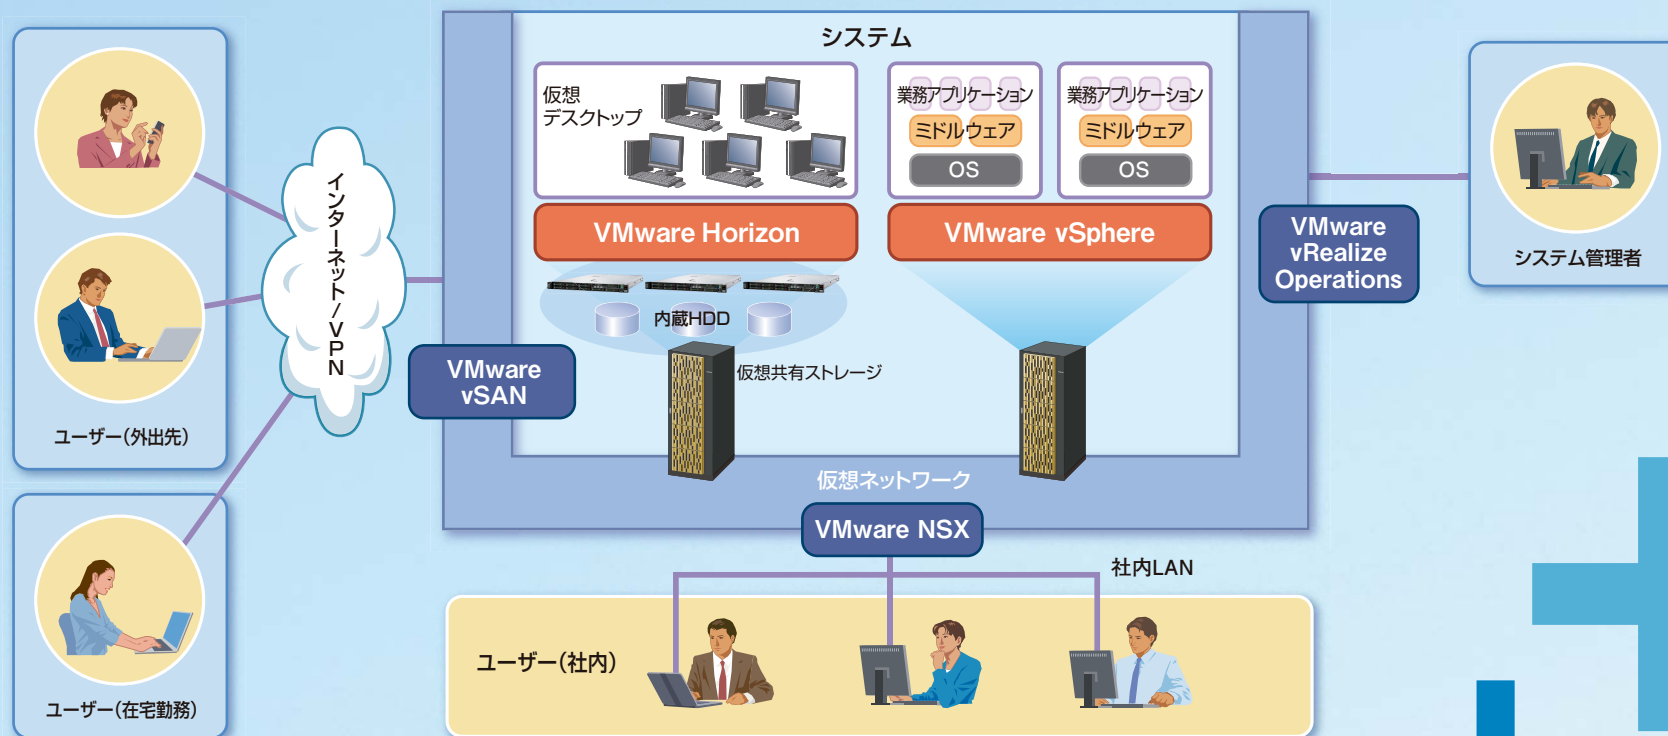 システム
仮想
デスクトップ
業務アプリケーション
ミドルウェア
OS
業務アプリケーション
ミドルウェア
OS
VMware Horizon
VMware vSphere
内蔵HDD
仮想共有ストレージ
インターネット/VPN
VMware
vSAN
VMware
vRealize
Operations
システム管理者
ユーザー(外出先)
ユーザー(在宅勤務)
仮想ネットワーク
VMware NSX
社内LAN
ユーザー(社内)